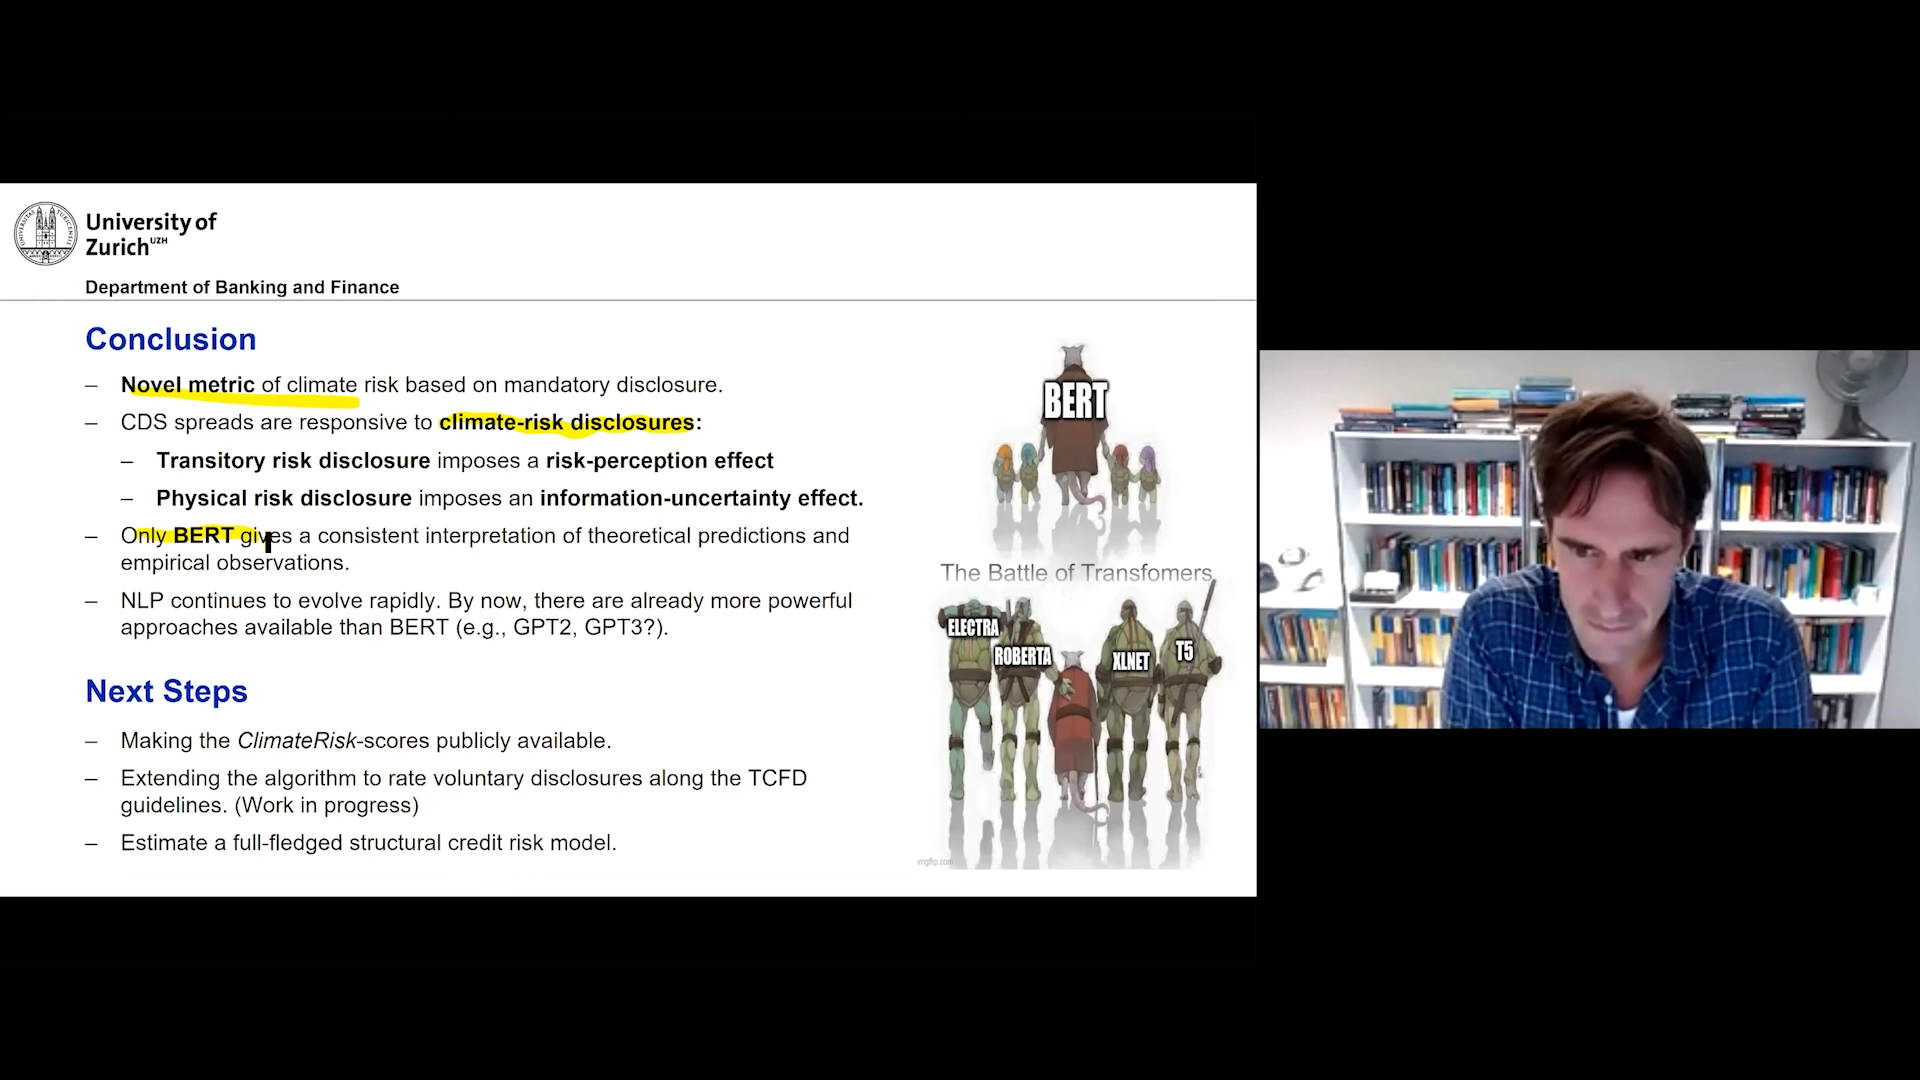 University of
Zurich UZH
Department of Banking and Finance
Conclusion
– Novel metric of climate risk based on mandatory disclosure.
– CDS spreads are responsive to climate-risk disclosures:
– Transitory risk disclosure imposes a risk-perception effect
– Physical risk disclosure imposes an information-uncertainty effect.
– Only BERT gives a consistent interpretation of theoretical predictions and
empirical observations.
– NLP continues to evolve rapidly. By now, there are already more powerful
approaches available than BERT (e.g., GPT2, GPT3?).
Next Steps
– Making the ClimateRisk-scores publicly available.
– Extending the algorithm to rate voluntary disclosures along the TCFD
guidelines. (Work in progress)
– Estimate a full-fledged structural credit risk model.
BERT
The Battle of Transfomers
ELECTRA
ROBERTA
XLNET
T5
imgflip.com